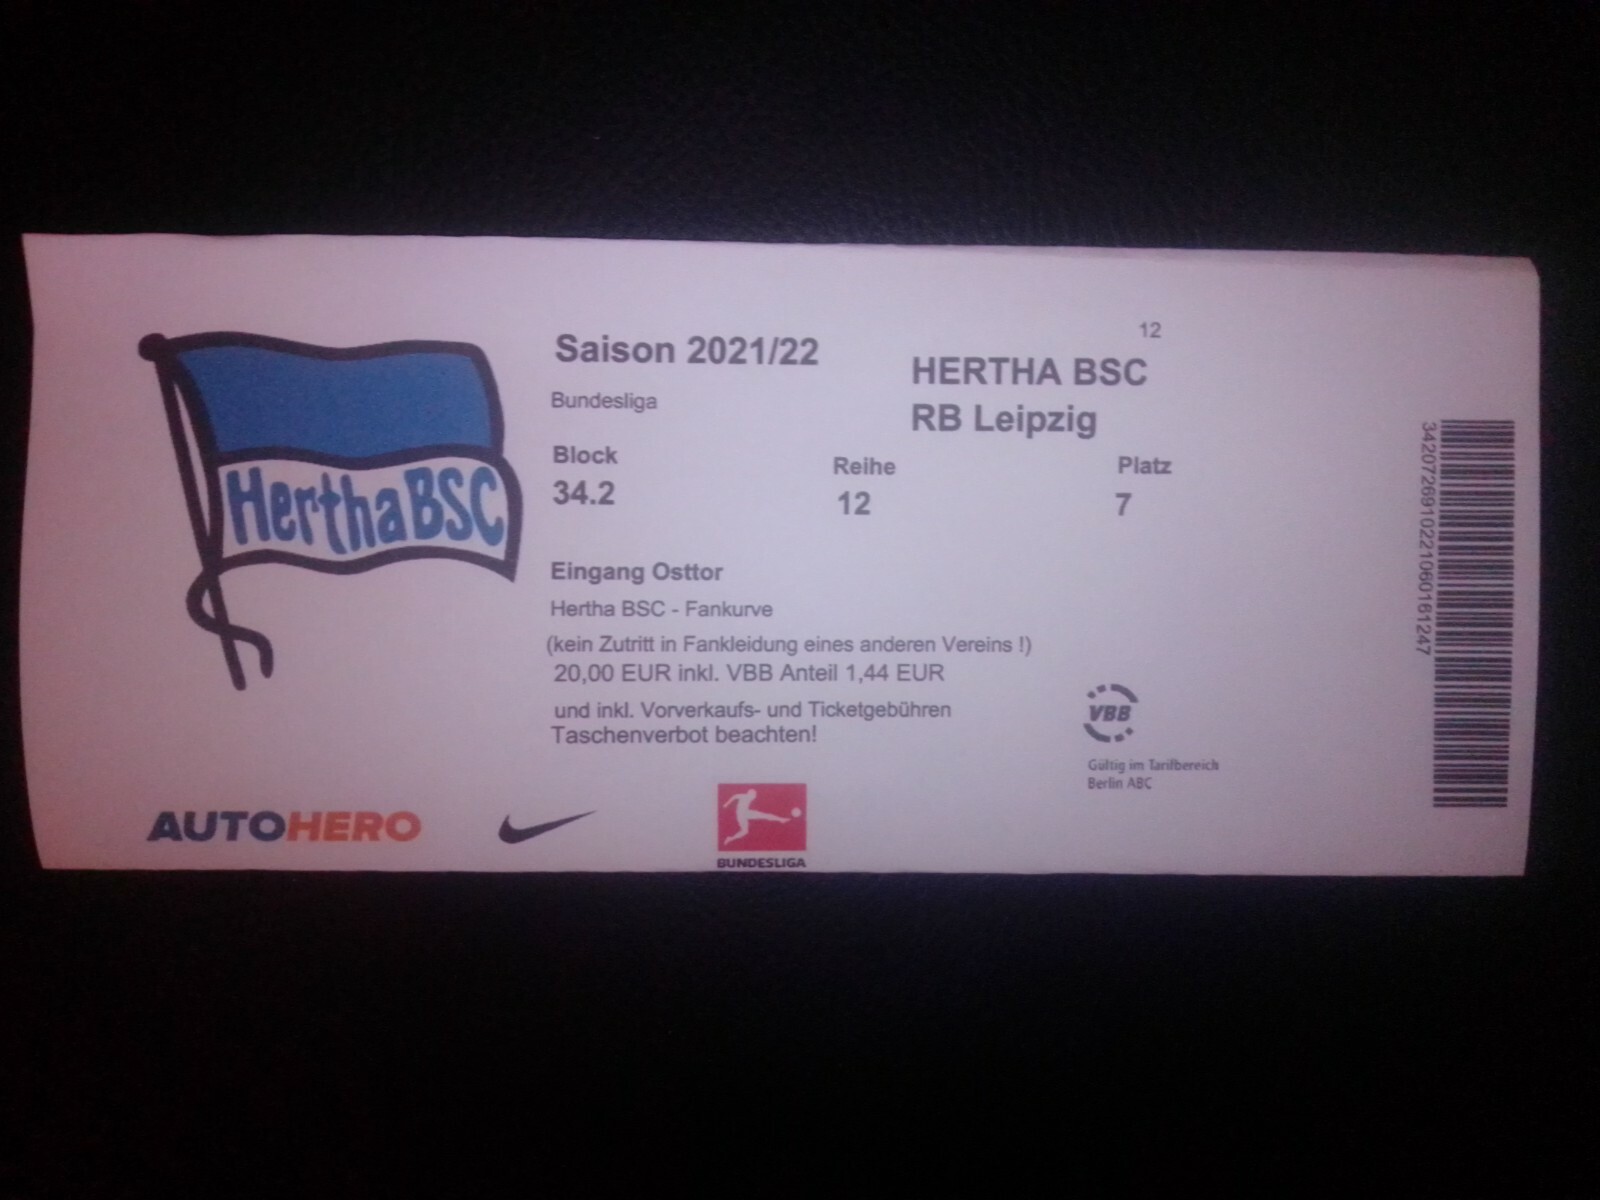 HerthaBSC
Saison 2021/22
Bundesliga
12
HERTHA BSC
RB Leipzig
Block
34.2
Reihe
12
Platz
7
Eingang Osttor
Hertha BSC - Fankurve
(kein Zutritt in Fankleidung eines anderen Vereins !)
20,00 EUR inkl. VBB Anteil 1,44 EUR
und inkl. Vorverkaufs- und Ticketgebühren
Taschenverbot beachten!
VBB
Gültig im Tarifbereich
Berlin ABC
AUTOHERO
BUNDESLIGA
342072691022106016​1247